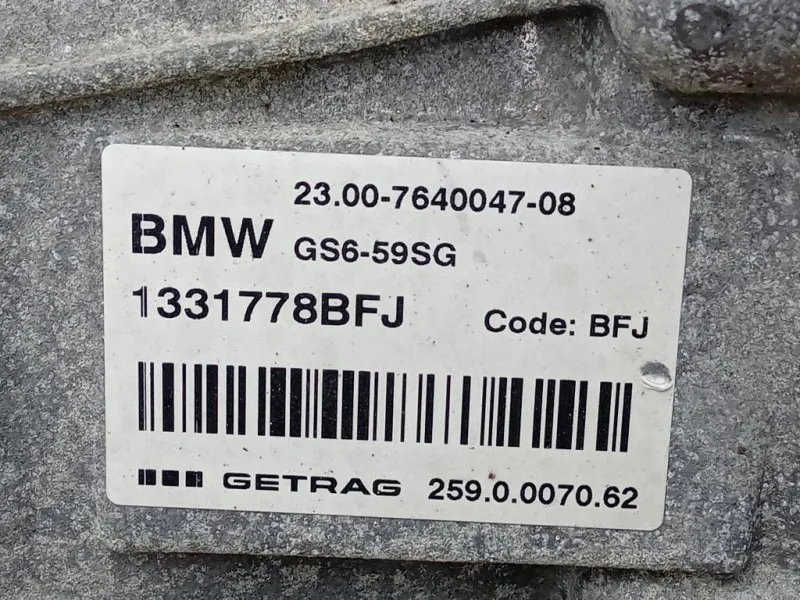 23.00-7640047-08
BMW GS6-59SG
1331778BFJ Code: BFJ
GETRAG 259.0.0070.62